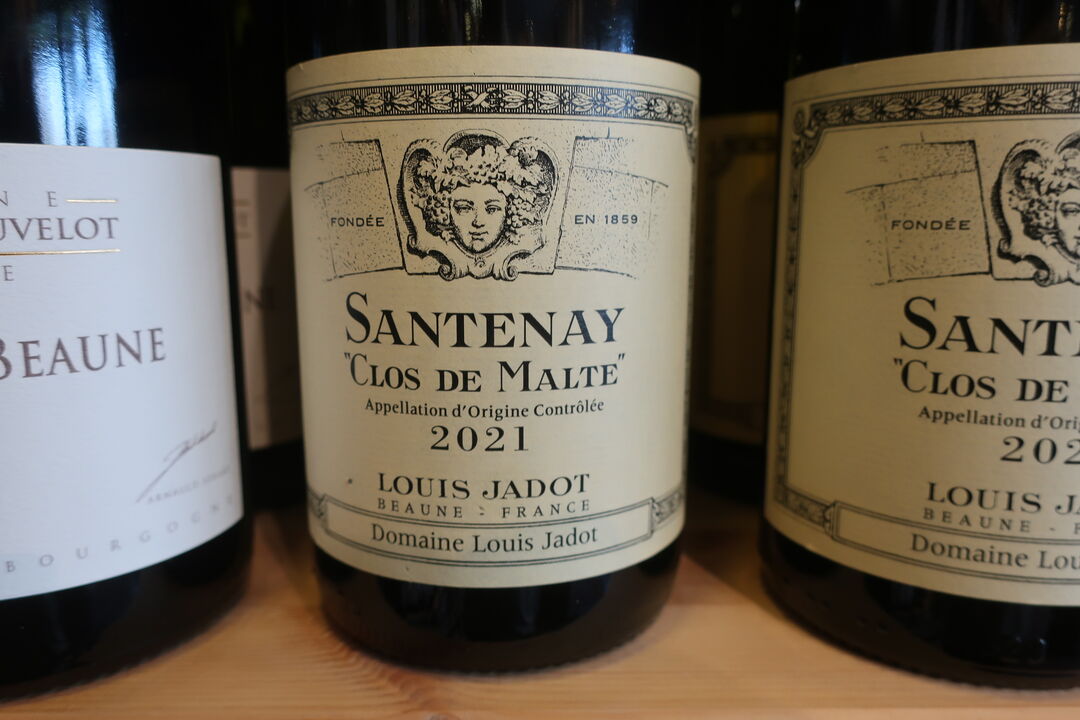 N E
UVELOT
E
BEAUNE
BOURGOGNE
FONDÉE EN 1859
SANTENAY
"CLOS DE MALTE"
Appellation d'Origine Contrôlée
2021
LOUIS JADOT
BEAUNE - FRANCE
Domaine Louis Jadot
FONDÉE
SANT
"CLOS DE
Appellation d'Orig
202
LOUIS J
BEAUNE - F
Domaine Lou